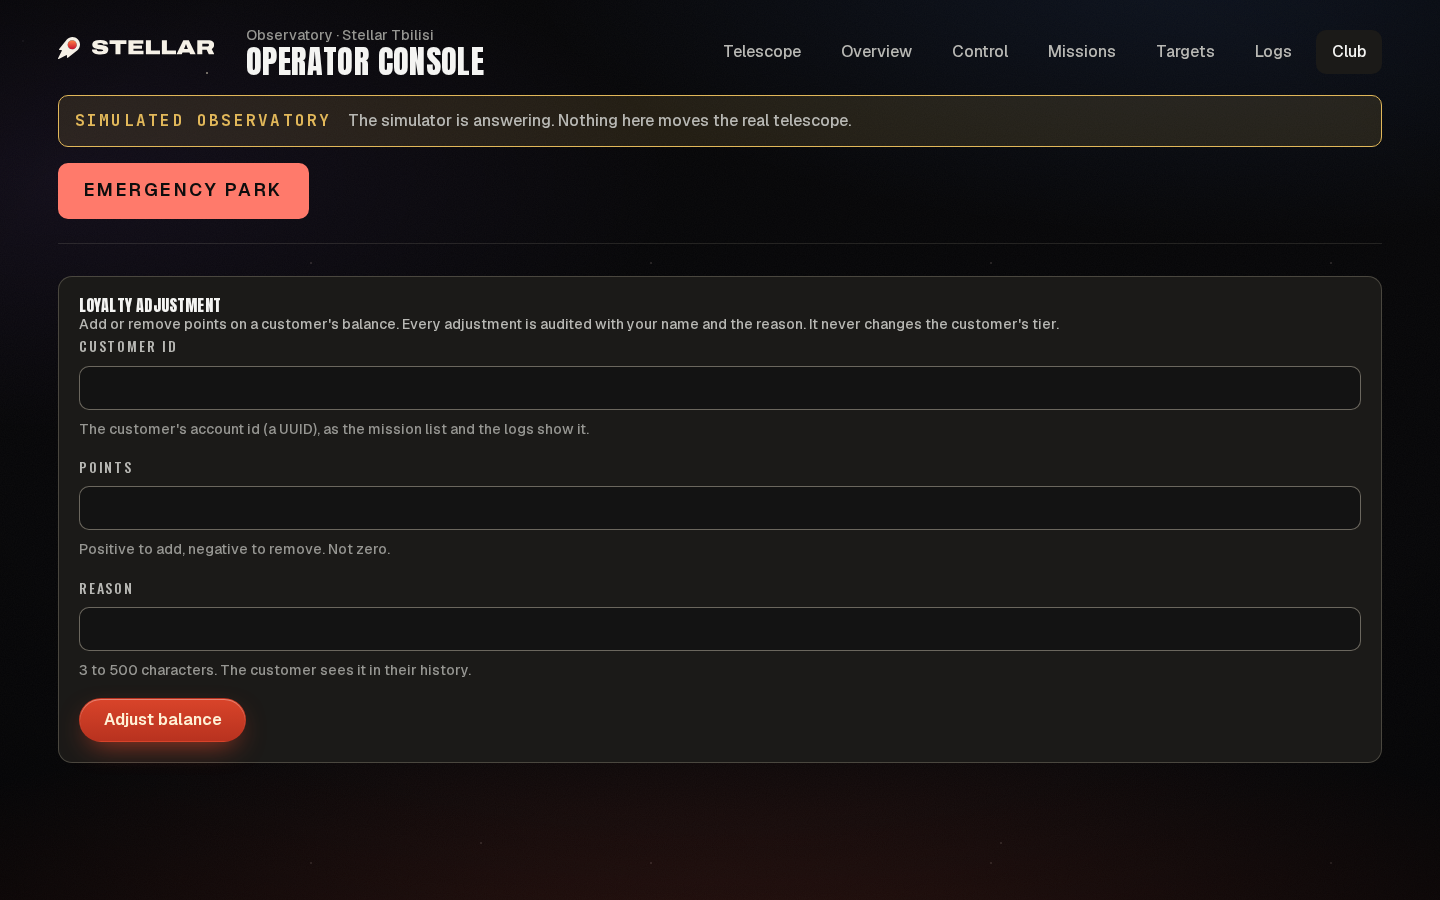 STELLAR
Observatory · Stellar Tbilisi
OPERATOR CONSOLE
Telescope
Overview
Control
Missions
Targets
Logs
Club
SIMULATED OBSERVATORY The simulator is answering. Nothing here moves the real telescope.
EMERGENCY PARK
LOYALTY ADJUSTMENT
Add or remove points on a customer's balance. Every adjustment is audited with your name and the reason. It never changes the customer's tier.
CUSTOMER ID
The customer's account id (a UUID), as the mission list and the logs show it.
POINTS
Positive to add, negative to remove. Not zero.
REASON
3 to 500 characters. The customer sees it in their history.
Adjust balance